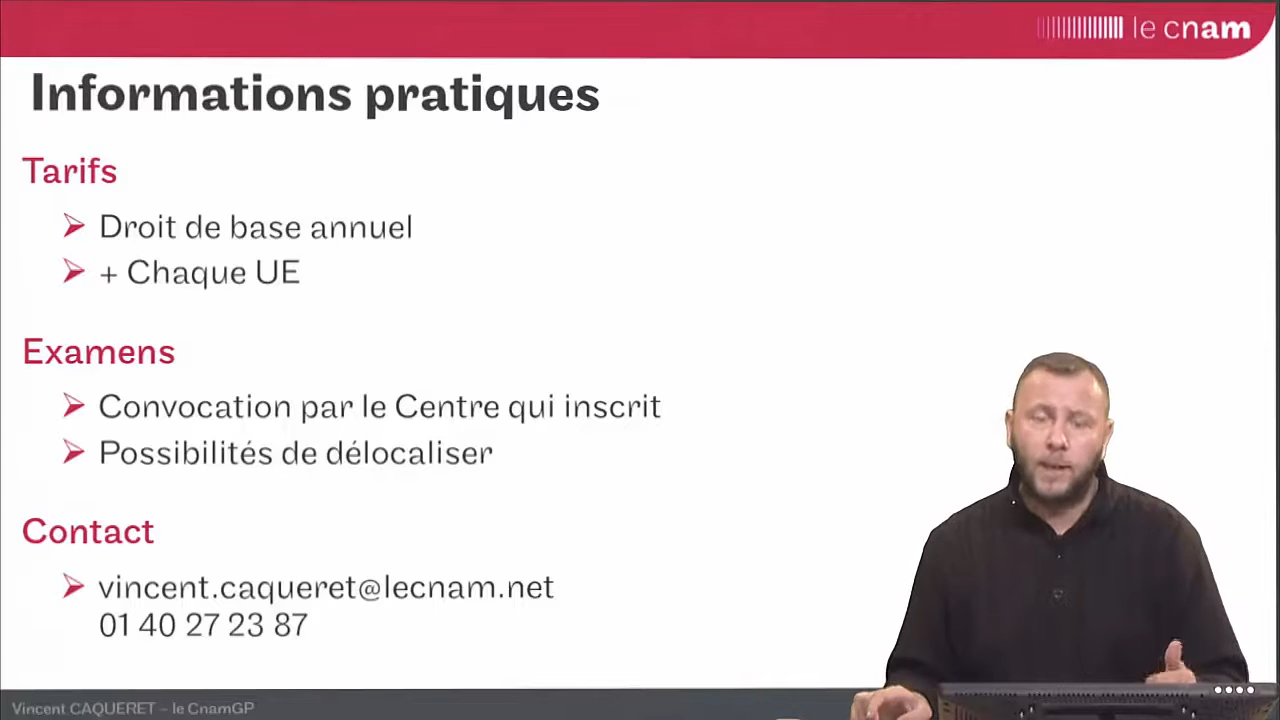 le cnam
Informations pratiques
Tarifs
Droit de base annuel
+ Chaque UE
Examens
Convocation par le Centre qui inscrit
Possibilités de délocaliser
Contact
vincent.caqueret@lecnam.net
01 40 27 23 87
Vincent CAQUERET – le CnamGP